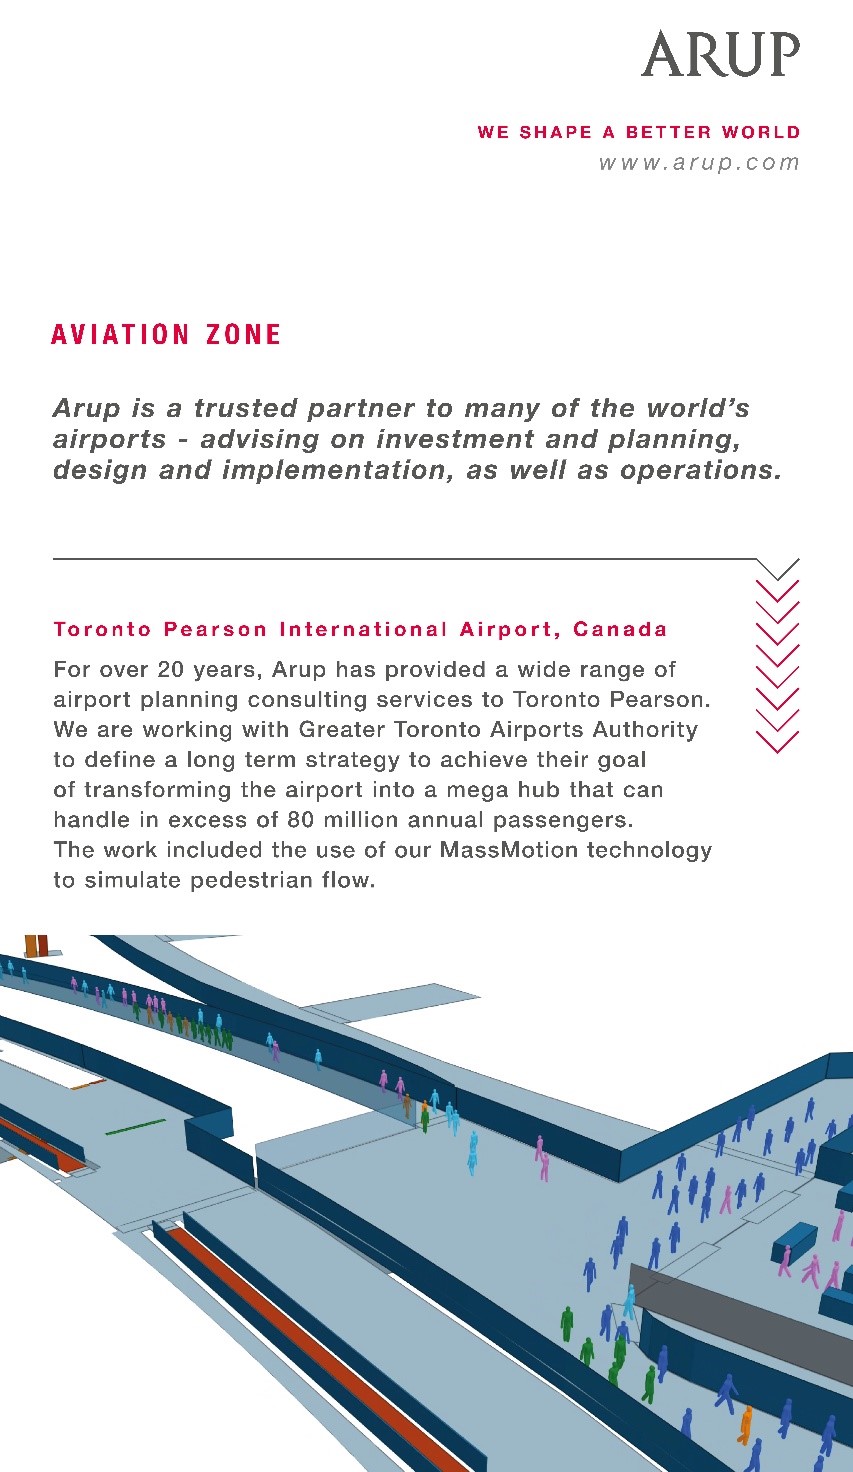 ARUP
WE SHAPE A BETTER WORLD
www.arup.com
AVIATION ZONE
Arup is a trusted partner to many of the world’s
airports - advising on investment and planning,
design and implementation, as well as operations.
Toronto Pearson International Airport, Canada
For over 20 years, Arup has provided a wide range of
airport planning consulting services to Toronto Pearson.
We are working with Greater Toronto Airports Authority
to define a long term strategy to achieve their goal
of transforming the airport into a mega hub that can
handle in excess of 80 million annual passengers.
The work included the use of our MassMotion technology
to simulate pedestrian flow.